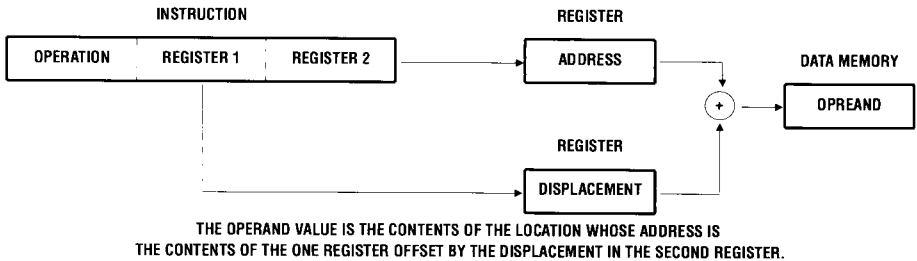 INSTRUCTION
REGISTER
OPERATION REGISTER 1 REGISTER 2
ADDRESS
DATA MEMORY
+
OPREAND
REGISTER
DISPLACEMENT
THE OPERAND VALUE IS THE CONTENTS OF THE LOCATION WHOSE ADDRESS IS
THE CONTENTS OF THE ONE REGISTER OFFSET BY THE DISPLACEMENT IN THE SECOND REGISTER.